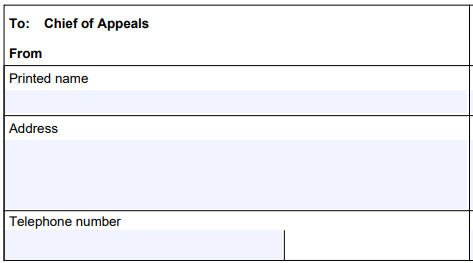 To: Chief of Appeals
From
Printed name
Address
Telephone number